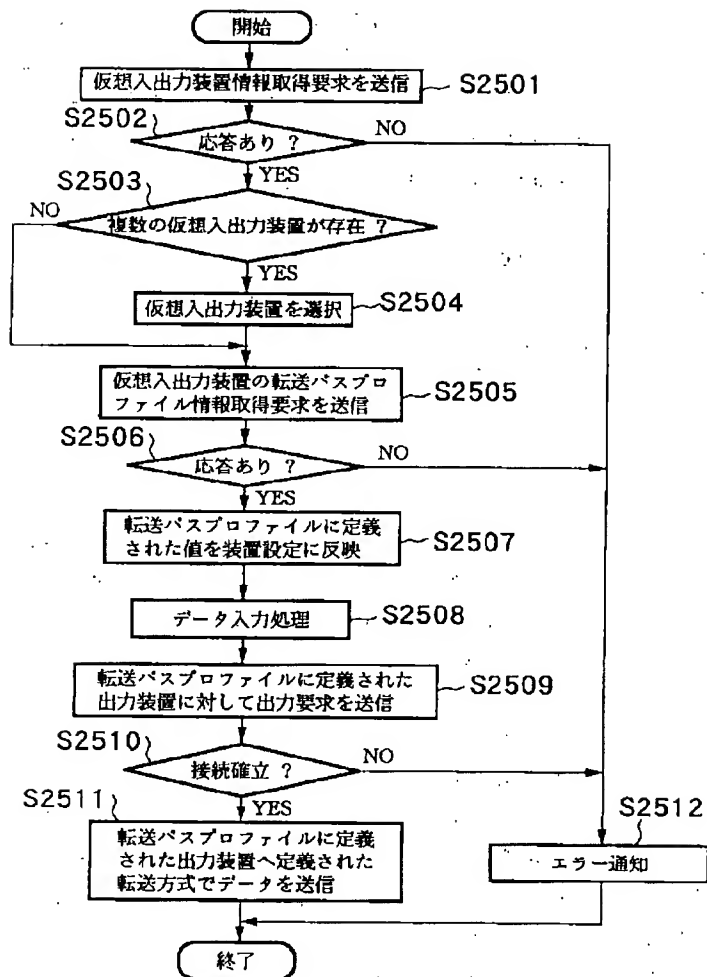 開始
仮想入出力装置情報取得要求を送信
S2501
S2502
応答あり ?
NO
YES
S2503
NO
複数の仮想入出力装置が存在 ?
YES
仮想入出力装置を選択
S2504
仮想入出力装置の転送パスプロ
ファイル情報取得要求を送信
S2505
S2506
応答あり ?
NO
YES
転送パスプロファイルに定義
された値を装置設定に反映
S2507
データ入力処理
S2508
転送パスプロファイルに定義された
出力装置に対して出力要求を送信
S2509
S2510
接続確立 ?
NO
YES
S2511
転送パスプロファイルに定義
された出力装置へ定義された
転送方式でデータを送信
S2512
エラー通知
終了